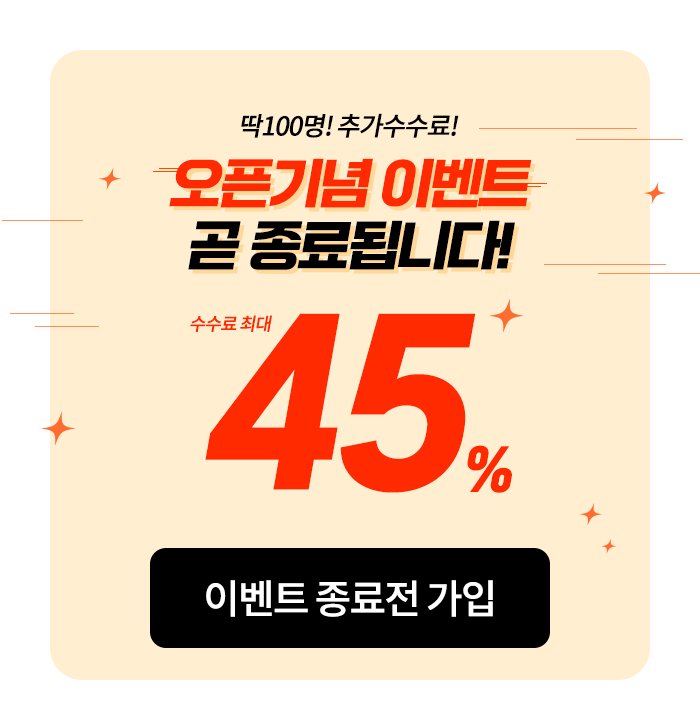 딱100명! 추가수수료!
오픈기념 이벤트
곧 종료됩니다!
수수료 최대
45%
이벤트 종료전 가입